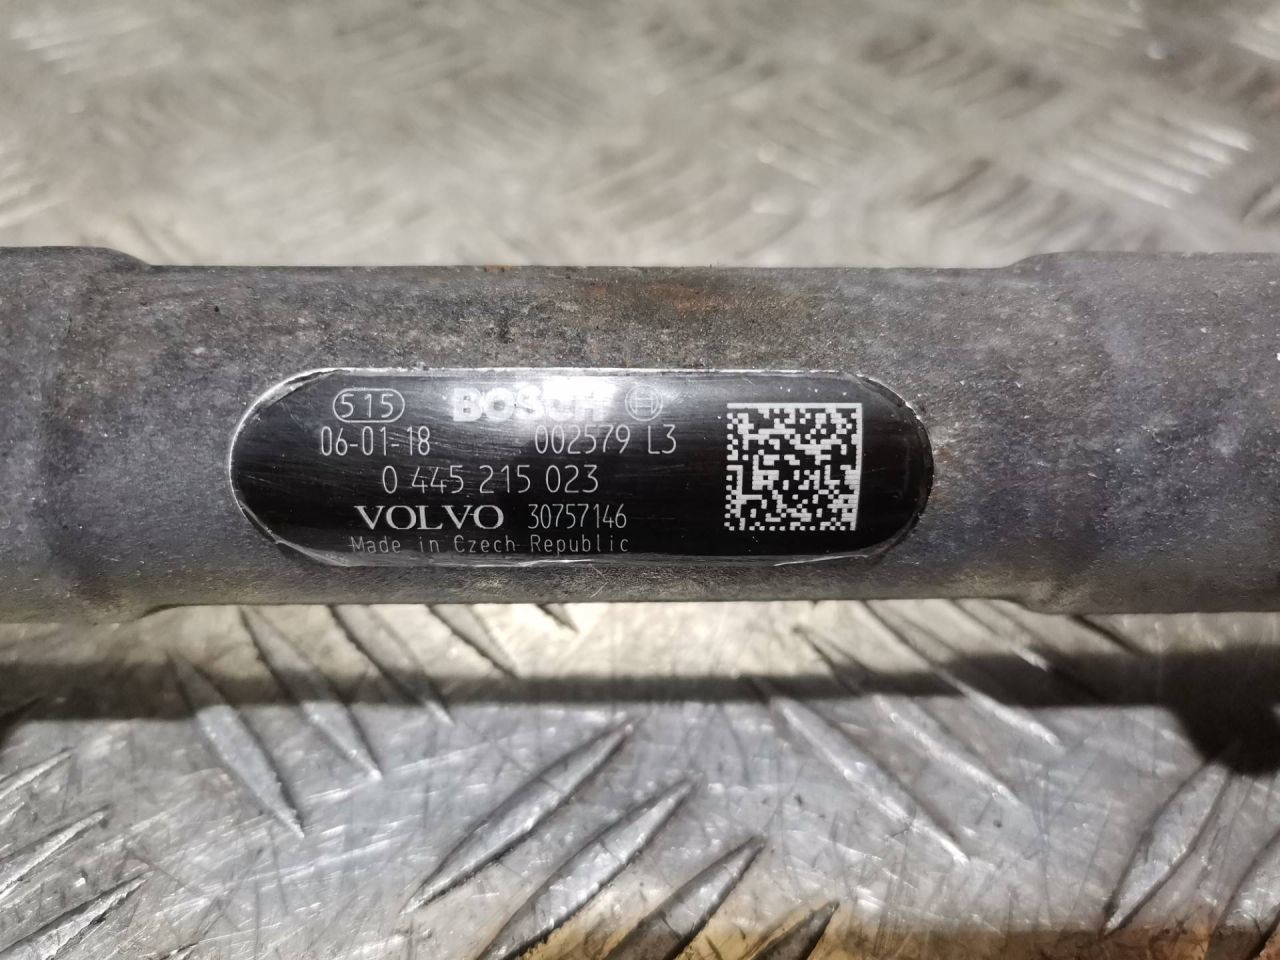 515 BOSCH
06-01-18 002579 L3
0 445 215 023
VOLVO 30757146
Made in Czech Republic